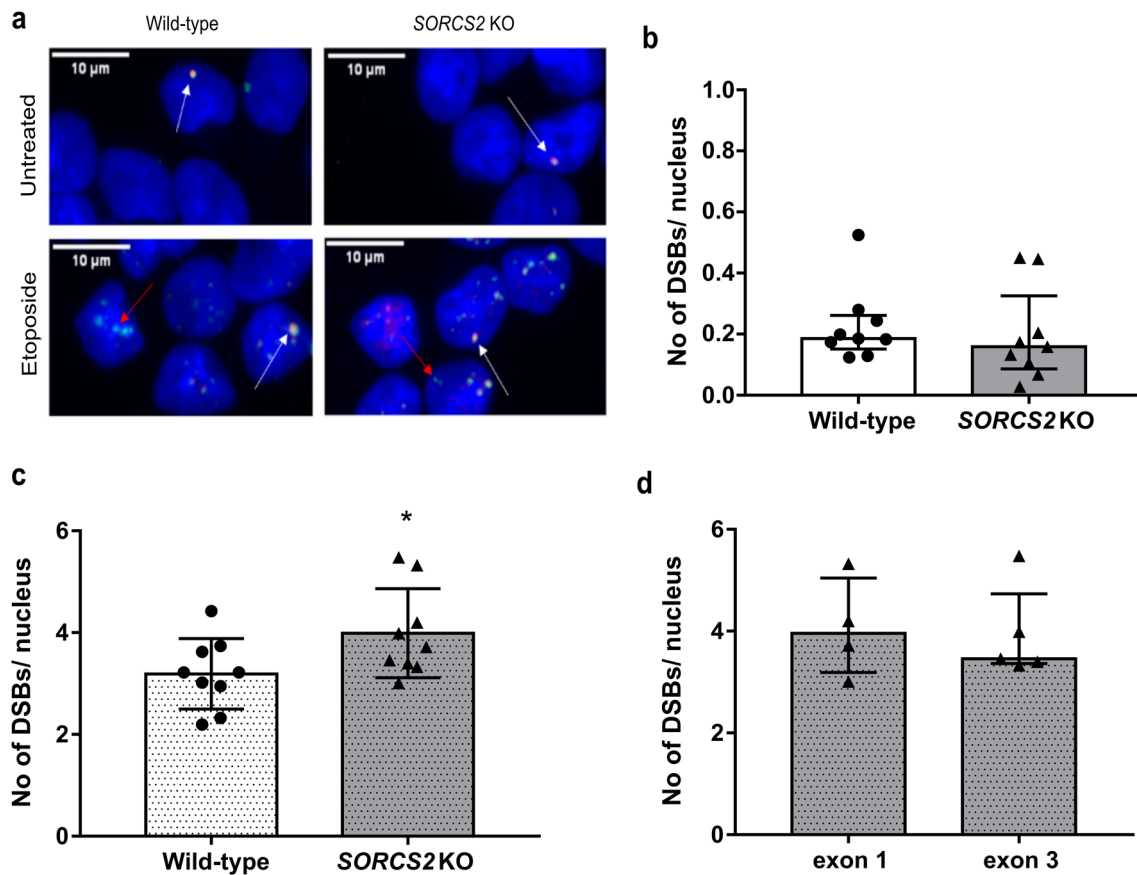 a
Wild-type
SORCS2 KO
Untreated
10 μm
10 μm
Etoposide
10 μm
10 μm
b
No of DSBs/ nucleus
1.0
0.8
0.6
0.4
0.2
0.0
Wild-type
SORCS2 KO
c
No of DSBs/ nucleus
6
4
2
0
*
Wild-type
SORCS2 KO
d
No of DSBs/ nucleus
6
4
2
0
exon 1
exon 3